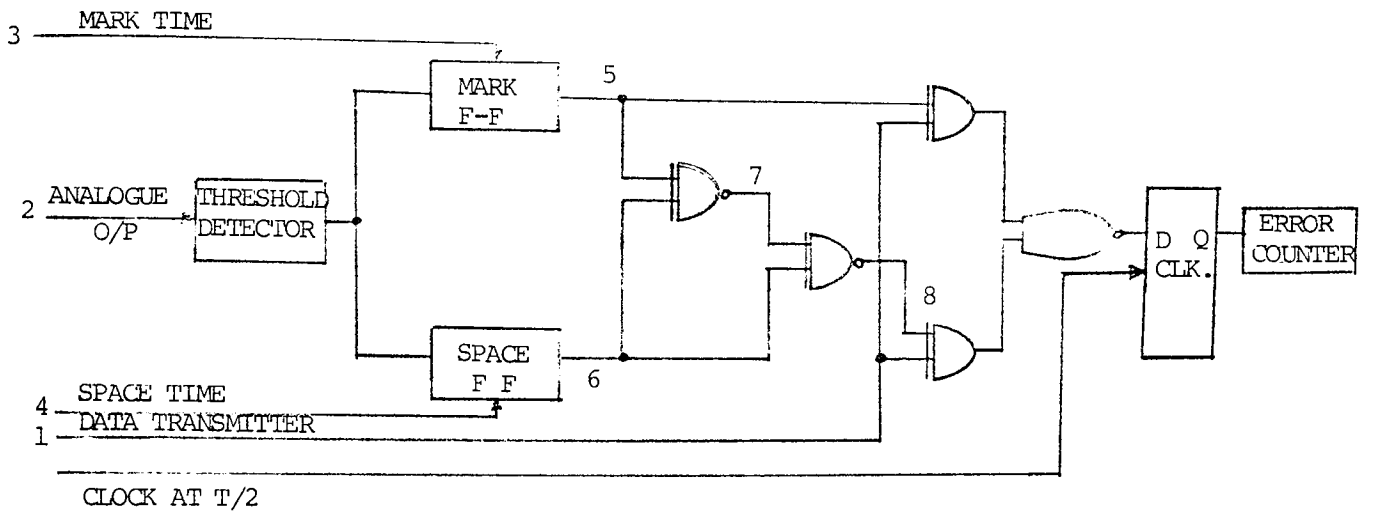 MARK TIME
3
MARK
F-F
5
7
ANALOGUE
2
O/P
THRESHOLD
DETECTOR
D Q
CLK.
ERROR
COUNTER
8
SPACE
F F
6
SPACE TIME
4
DATA TRANSMITTER
1
CLOCK AT T/2